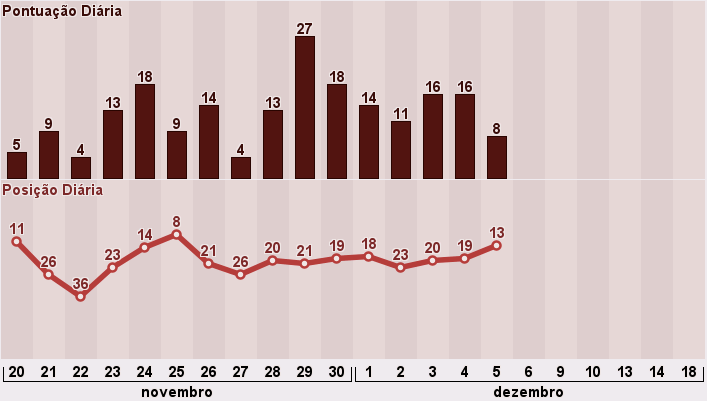 Pontuação Diária
5 9 4 13 18 9 14 4 13 27 18 14 11 16 16 8
Posição Diária
11 26 36 23 14 8 21 26 20 21 19 18 23 20 19 13
20 21 22 23 24 25 26 27 28 29 30 1 2 3 4 5 6 9 10 13 14 18
novembro dezembro